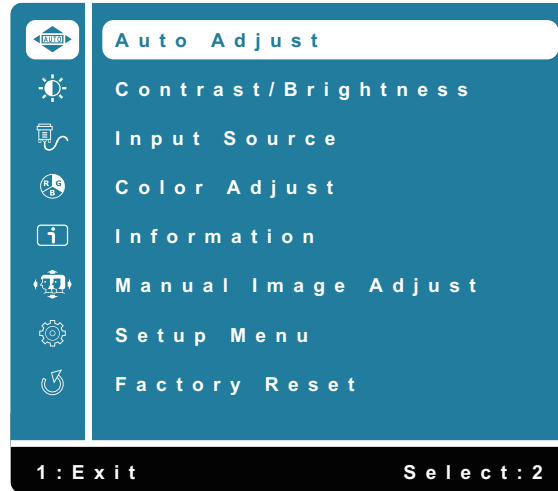 AUTO Auto Adjust
Contrast/Brightness
Input Source
R G B Color Adjust
i Information
Manual Image Adjust
Setup Menu
Factory Reset
1:Exit Select:2